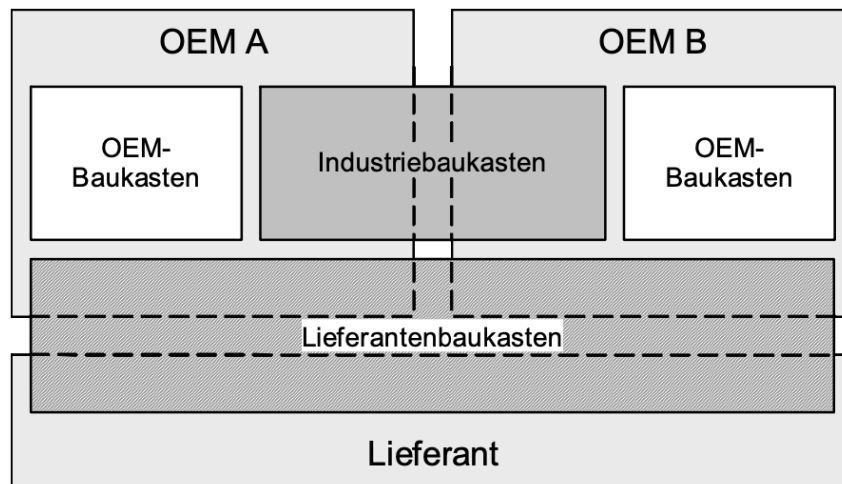 OEM A
OEM B
OEM-
Baukasten
Industriebaukasten
OEM-
Baukasten
Lieferantenbaukasten
Lieferant